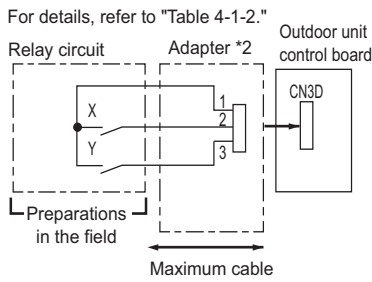 For details, refer to "Table 4-1-2."
Relay circuit
Adapter *2
Outdoor unit
control board
X
Y
1
2
3
CN3D
Preparations
in the field
Maximum cable